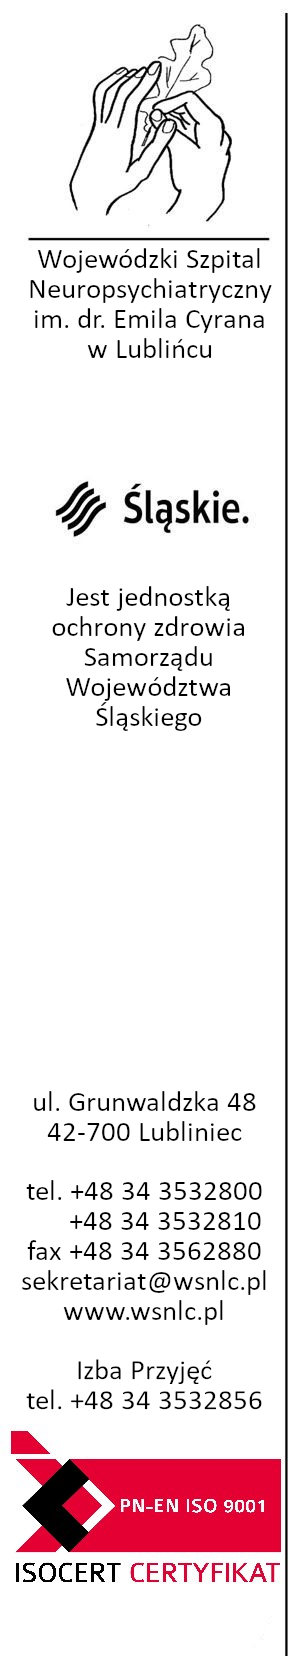 Wojewódzki Szpital
Neuropsychiatryczny
im. dr. Emila Cyrana
w Lublińcu
Śląskie.
Jest jednostką
ochrony zdrowia
Samorządu
Województwa
Śląskiego
ul. Grunwaldzka 48
42-700 Lubliniec
tel. +48 34 3532800
+48 34 3532810
fax +48 34 3562880
sekretariat@wsnlc.pl
www.wsnlc.pl
Izba Przyjęć
tel. +48 34 3532856
PN-EN ISO 9001
ISOCERT CERTYFIKAT